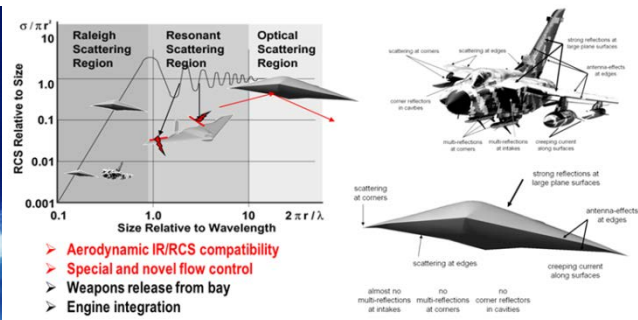 σ/πr²
10
1.0
0.1
0.01
0.001
RCS Relative to Size
Raleigh
Scattering
Region
Resonant
Scattering
Region
Optical
Scattering
Region
0.1
1.0
10
2πr/λ
Size Relative to Wavelength
Aerodynamic IR/RCS compatibility
Special and novel flow control
Weapons release from bay
Engine integration
scattering at corners
scattering at edges
strong reflections at
large plane surfaces
antenna-effects
at edges
corner reflectors
in cavities
multi-reflections
at corners
multi-reflections
at intakes
creeping current
along surfaces
strong reflections at
large plane surfaces
scattering
at corners
antenna-effects
at edges
scattering at edges
creeping current
along surfaces
almost no
multi-reflections
at intakes
no
multi-reflections
at corners
no
corner reflectors
in cavities